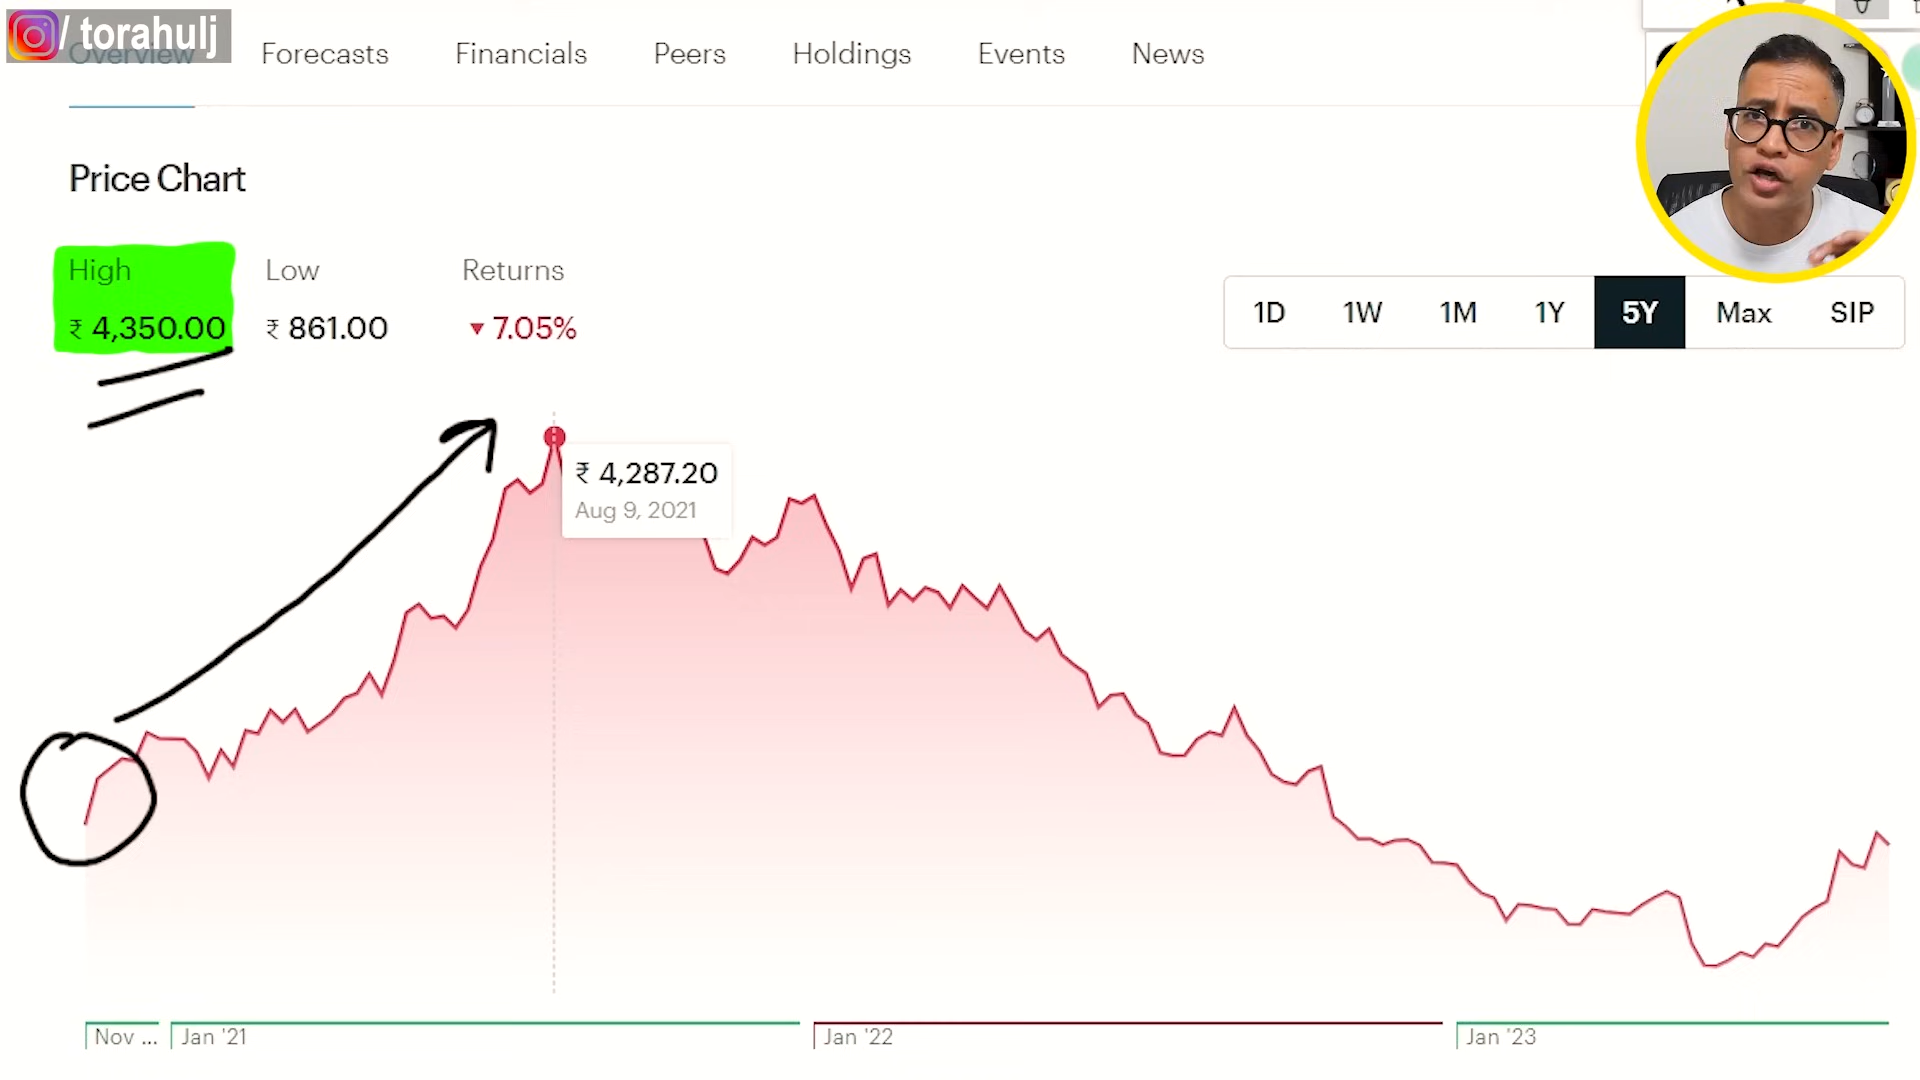 / torahulj
Overview Forecasts Financials Peers Holdings Events News
Price Chart
High Low Returns
₹ 4,350.00 ₹ 861.00 ▼ 7.05%
1D 1W 1M 1Y 5Y Max SIP
₹ 4,287.20
Aug 9, 2021
Nov ... Jan '21 Jan '22 Jan '23